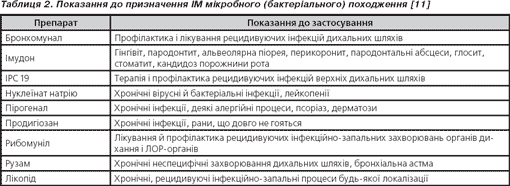 Таблиця 2. Показання до призначення ІМ мікробного (бактеріального) походження [11]
Препарат Показання до застосування
Бронхомунал Профілактика і лікування рецидивуючих інфекцій дихальних шляхів
Імудон Гінгівіт, пародонтит, альвеолярна піорея, перикороніт, пародонтальні абсцеси, глосит,
стоматит, кандидоз порожнини рота
ІРС 19 Терапія і профілактика рецидивуючих інфекцій верхніх дихальних шляхів
Нуклеїнат натрію Хронічні вірусні й бактеріальні інфекції, лейкопенії
Пірогенал Хронічні інфекції, деякі алергійні процеси, псоріаз, дерматози
Продигіозан Хронічні інфекції, рани, що довго не гояться
Рибомуніл Лікування й профілактика рецидивуючих інфекційно-запальних захворювань органів ди-
хання і ЛОР-органів
Рузам Хронічні неспецифічні захворювання дихальних шляхів, бронхіальна астма
Лікопід Хронічні, рецидивуючі інфекційно-запальні процеси будь-якої локалізації